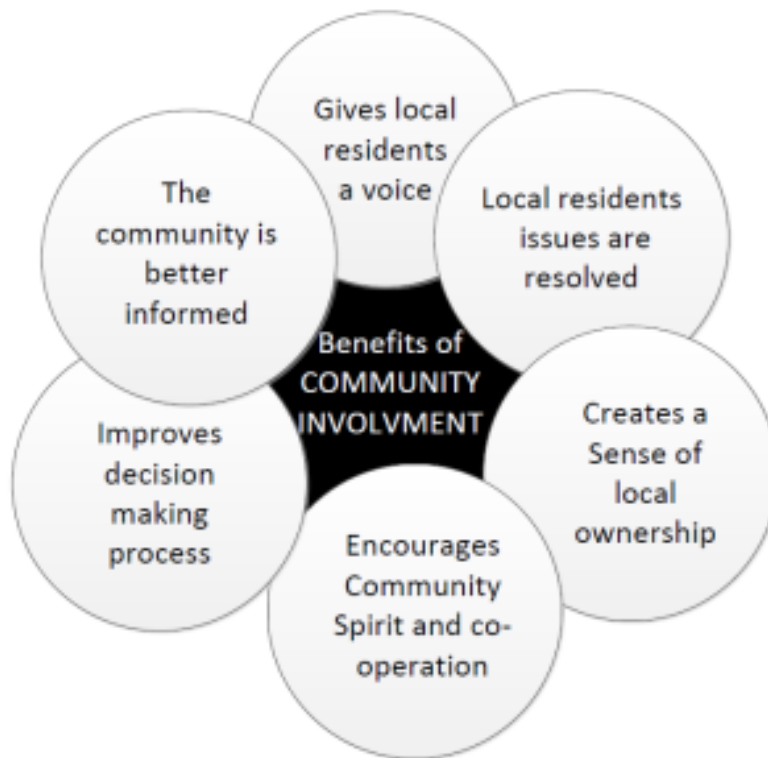 Gives local
residents
a voice
Local residents
issues are
resolved
Creates a
Sense of
local
ownership
Encourages
Community
Spirit and co-
operation
Improves
decision
making
process
The
community is
better
informed
Benefits of
COMMUNITY
INVOLVMENT